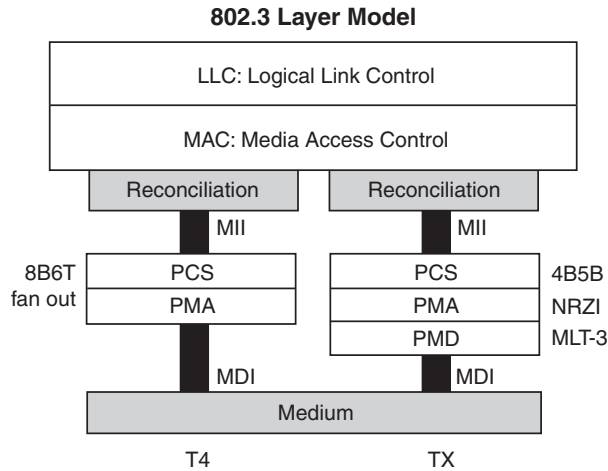 802.3 Layer Model
LLC: Logical Link Control
MAC: Media Access Control
Reconciliation
Reconciliation
MII
MII
8B6T
fan out
PCS
PMA
PCS
PMA
PMD
4B5B
NRZI
MLT-3
MDI
MDI
Medium
T4
TX